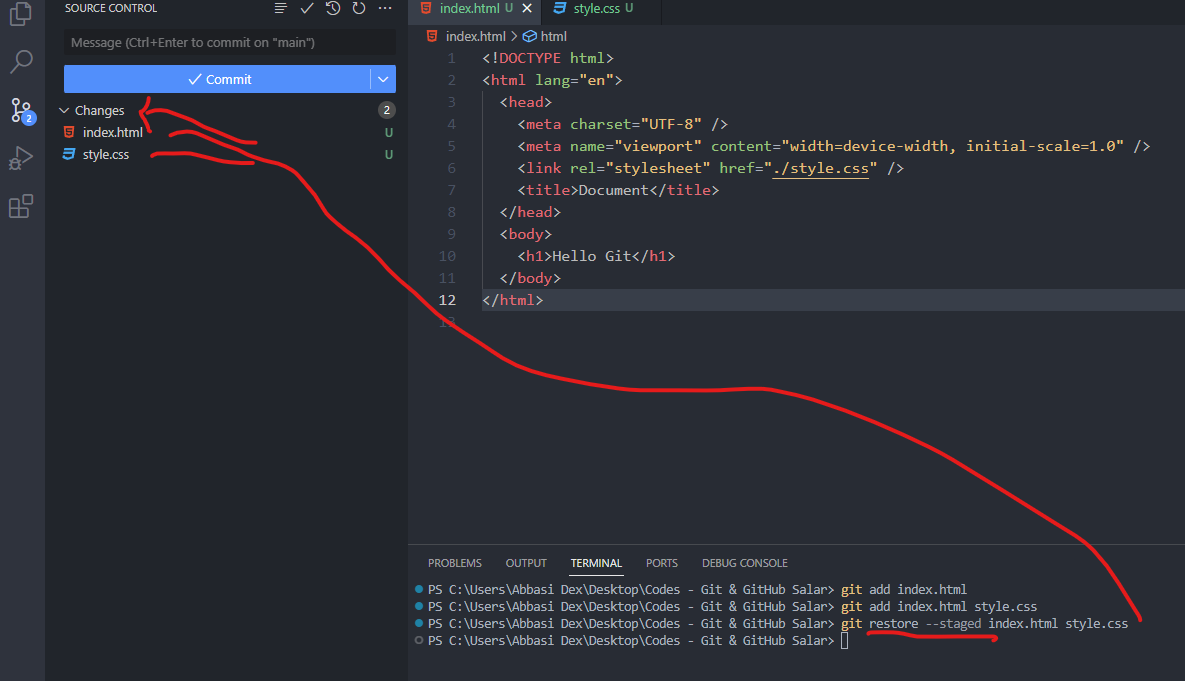 SOURCE CONTROL
Message (Ctrl+Enter to commit on "main")
Commit
Changes 2
index.html U
style.css U
2
index.html U
style.css U
index.html > html
1 <!DOCTYPE html>
2 <html lang="en">
3 <head>
4 <meta charset="UTF-8" />
5 <meta name="viewport" content="width=device-width, initial-scale=1.0" />
6 <link rel="stylesheet" href="./style.css" />
7 <title>Document</title>
8 </head>
9 <body>
10 <h1>Hello Git</h1>
11 </body>
12 </html>
13
PROBLEMS OUTPUT TERMINAL PORTS DEBUG CONSOLE
PS C:\Users\Abbasi Dex\Desktop\Codes - Git & GitHub Salar> git add index.html
PS C:\Users\Abbasi Dex\Desktop\Codes - Git & GitHub Salar> git add index.html style.css
PS C:\Users\Abbasi Dex\Desktop\Codes - Git & GitHub Salar> git restore --staged index.html style.css
PS C:\Users\Abbasi Dex\Desktop\Codes - Git & GitHub Salar>